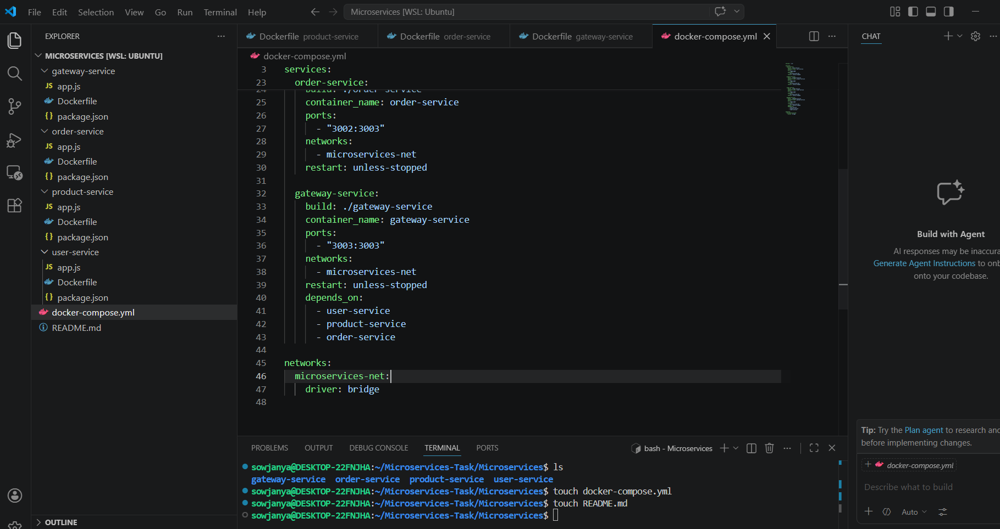 File Edit Selection View Go Run Terminal Help
Microservices [WSL: Ubuntu]
EXPLORER
MICROSERVICES [WSL: UBUNTU]
gateway-service
JS app.js
Dockerfile
{} package.json
order-service
JS app.js
Dockerfile
{} package.json
product-service
JS app.js
Dockerfile
{} package.json
user-service
JS app.js
Dockerfile
{} package.json
docker-compose.yml
README.md
OUTLINE
Dockerfile product-service
Dockerfile order-service
Dockerfile gateway-service
docker-compose.yml
docker-compose.yml
3 services:
23 order-service:
24 build: ./order-service
25 container_name: order-service
26 ports:
27 - "3002:3003"
28 networks:
29 - microservices-net
30 restart: unless-stopped
31
32 gateway-service:
33 build: ./gateway-service
34 container_name: gateway-service
35 ports:
36 - "3003:3003"
37 networks:
38 - microservices-net
39 restart: unless-stopped
40 depends_on:
41 - user-service
42 - product-service
43 - order-service
44
45 networks:
46 microservices-net:
47 driver: bridge
48
PROBLEMS OUTPUT DEBUG CONSOLE TERMINAL PORTS
bash - Microservices
sowjanya@DESKTOP-22FNJHA:~/Microservices-Task/Microservices$ ls
gateway-service order-service product-service user-service
sowjanya@DESKTOP-22FNJHA:~/Microservices-Task/Microservices$ touch docker-compose.yml
sowjanya@DESKTOP-22FNJHA:~/Microservices-Task/Microservices$ touch README.md
sowjanya@DESKTOP-22FNJHA:~/Microservices-Task/Microservices$
CHAT
Build with Agent
AI responses may be inaccura
Generate Agent Instructions to onb
onto your codebase.
Tip: Try the Plan agent to research and
before implementing changes.
docker-compose.yml
Describe what to build
Auto